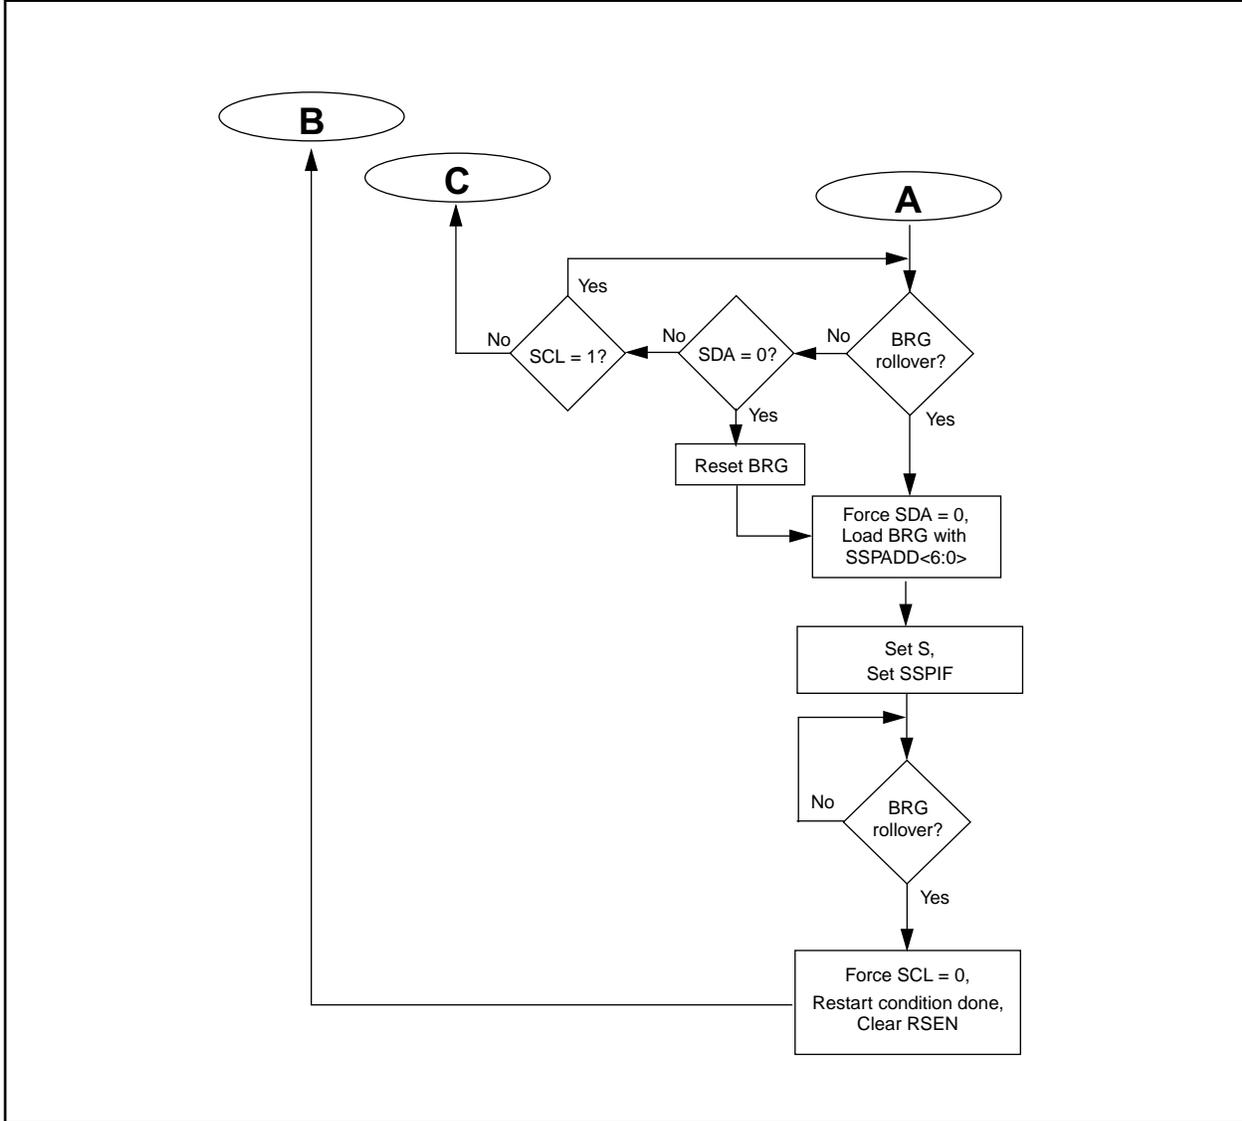 B
C
A
Yes
No
SCL = 1?
No
SDA = 0?
No
BRG
rollover?
Yes
Yes
Reset BRG
Force SDA = 0,
Load BRG with
SSPADD<6:0>
Set S,
Set SSPIF
No
BRG
rollover?
Yes
Force SCL = 0,
Restart condition done,
Clear RSEN